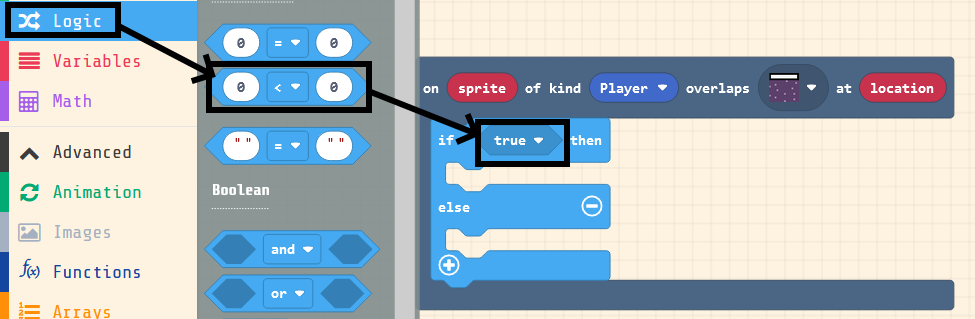 Logic
Variables
Math
Advanced
Animation
Images
Functions
Arrays
0 = 0
0 < 0
" " = " "
Boolean
and
or
on sprite of kind Player overlaps at location
if true then
else